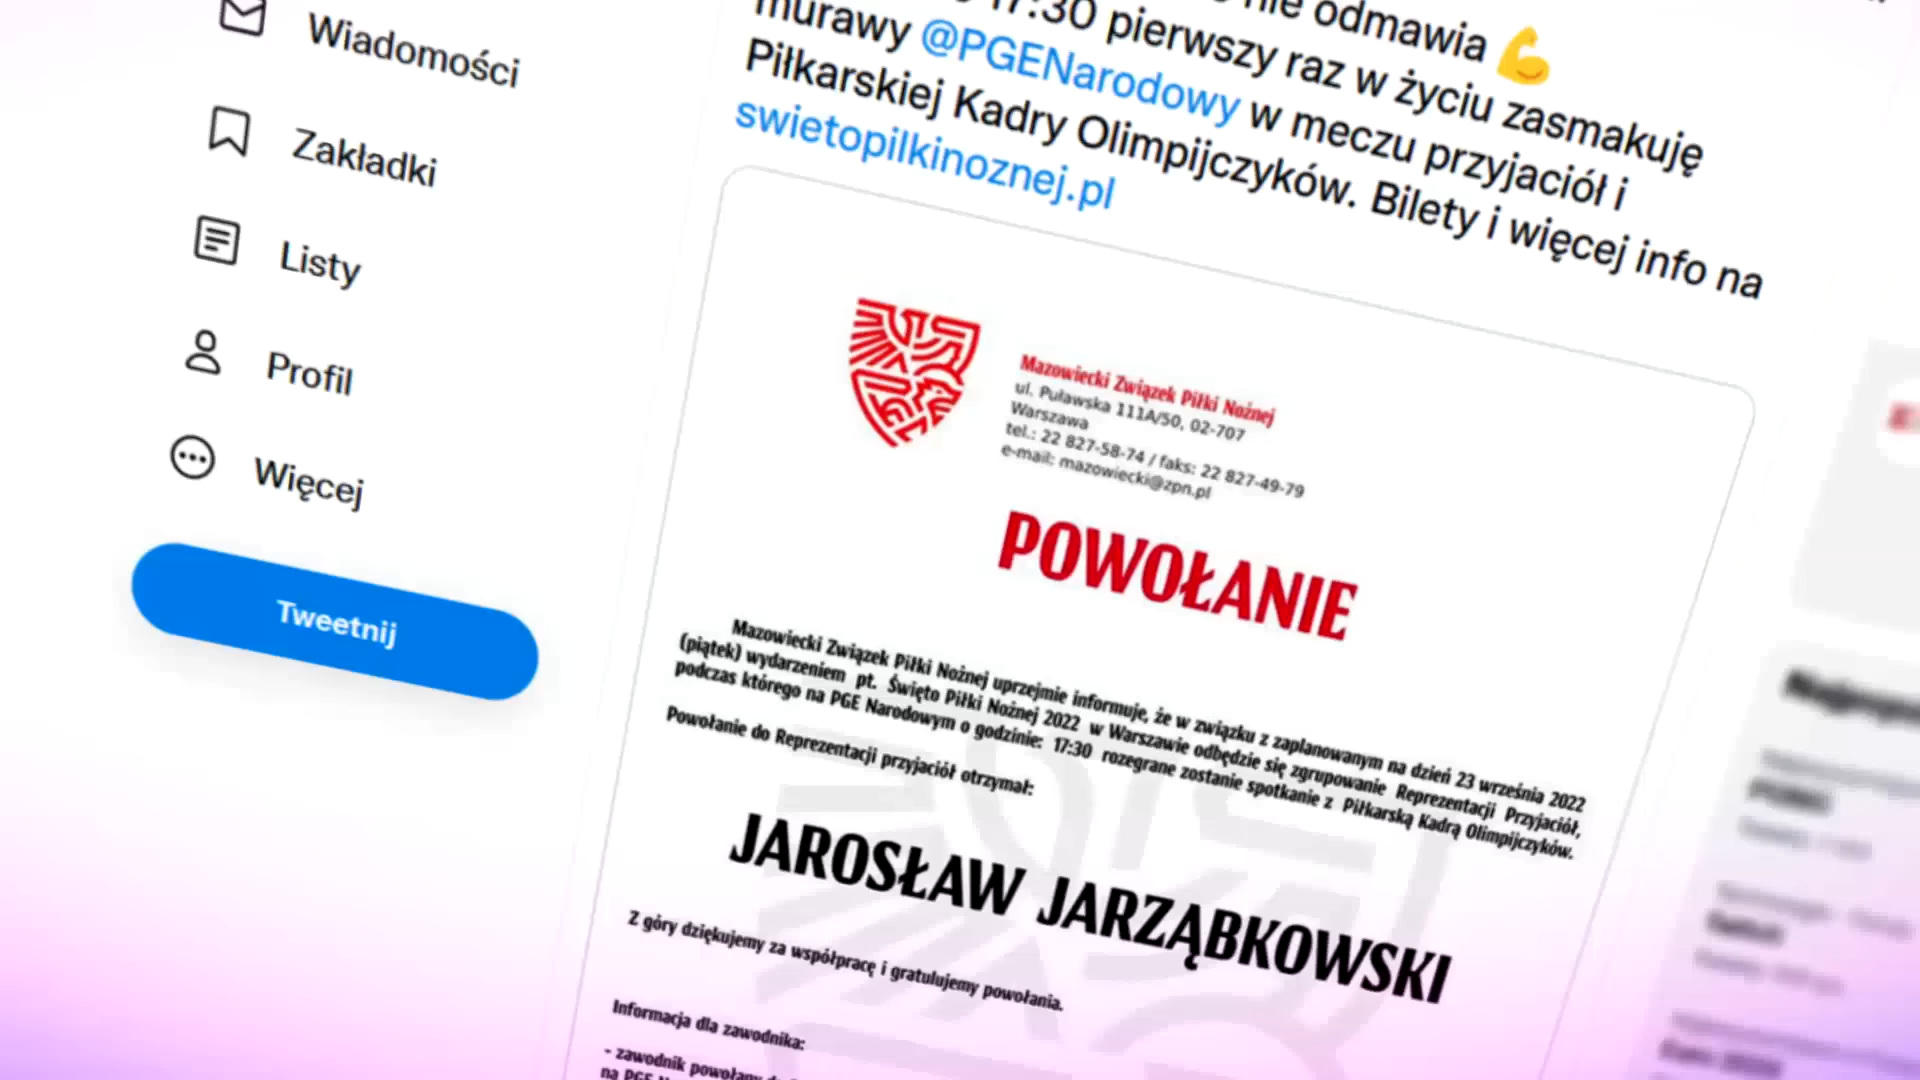 Wiadomości
Zakładki
Listy
Profil
Więcej
Tweetnij
nie odmawia 💪
17:30 pierwszy raz w życiu zasmakuję
murawy @PGENarodowy w meczu przyjaciół i
Piłkarskiej Kadry Olimpijczyków. Bilety i więcej info na
swietopilkinoznej.pl
Mazowiecki Związek Piłki Nożnej
ul. Puławska 111A/50, 02-707
Warszawa
tel.: 22 827-58-74 / faks: 22 827-49-79
e-mail: mazowiecki@zpn.pl
POWOŁANIE
Mazowiecki Związek Piłki Nożnej uprzejmie informuje, że w związku z zaplanowanym na dzień 23 września 2022
(piątek) wydarzeniem pt. Święto Piłki Nożnej 2022 w Warszawie odbędzie się zgrupowanie Reprezentacji Przyjaciół,
podczas którego na PGE Narodowym o godzinie: 17:30 rozegrane zostanie spotkanie z Piłkarską Kadrą Olimpijczyków.
Powołanie do Reprezentacji przyjaciół otrzymał:
JAROSŁAW JARZĄBKOWSKI
Z góry dziękujemy za współpracę i gratulujemy powołania.
Informacja dla zawodnika:
- zawodnik powołany
na PGE